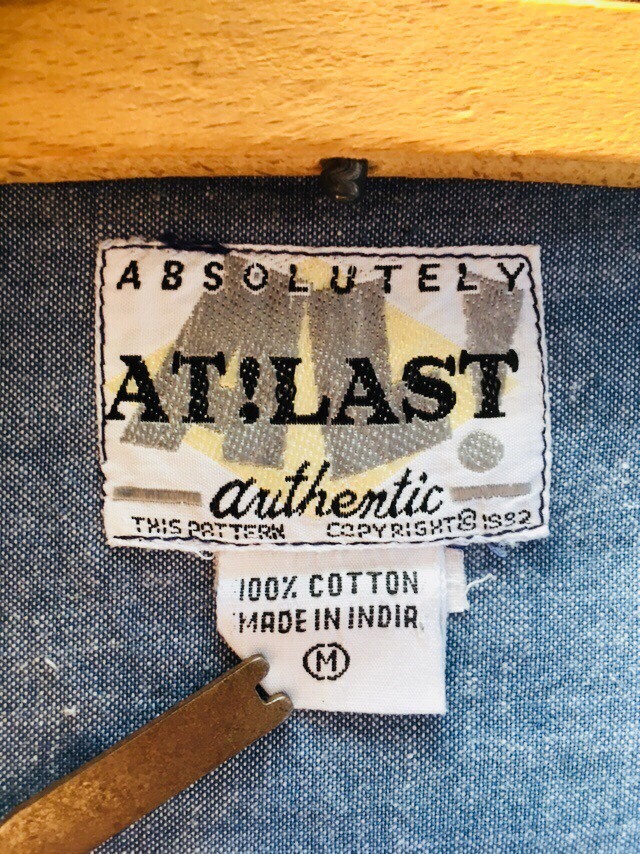 ABSOLUTELY
AT!LAST
authentic
THIS PATTERN COPYRIGHT© 1992
100% COTTON
MADE IN INDIA
M